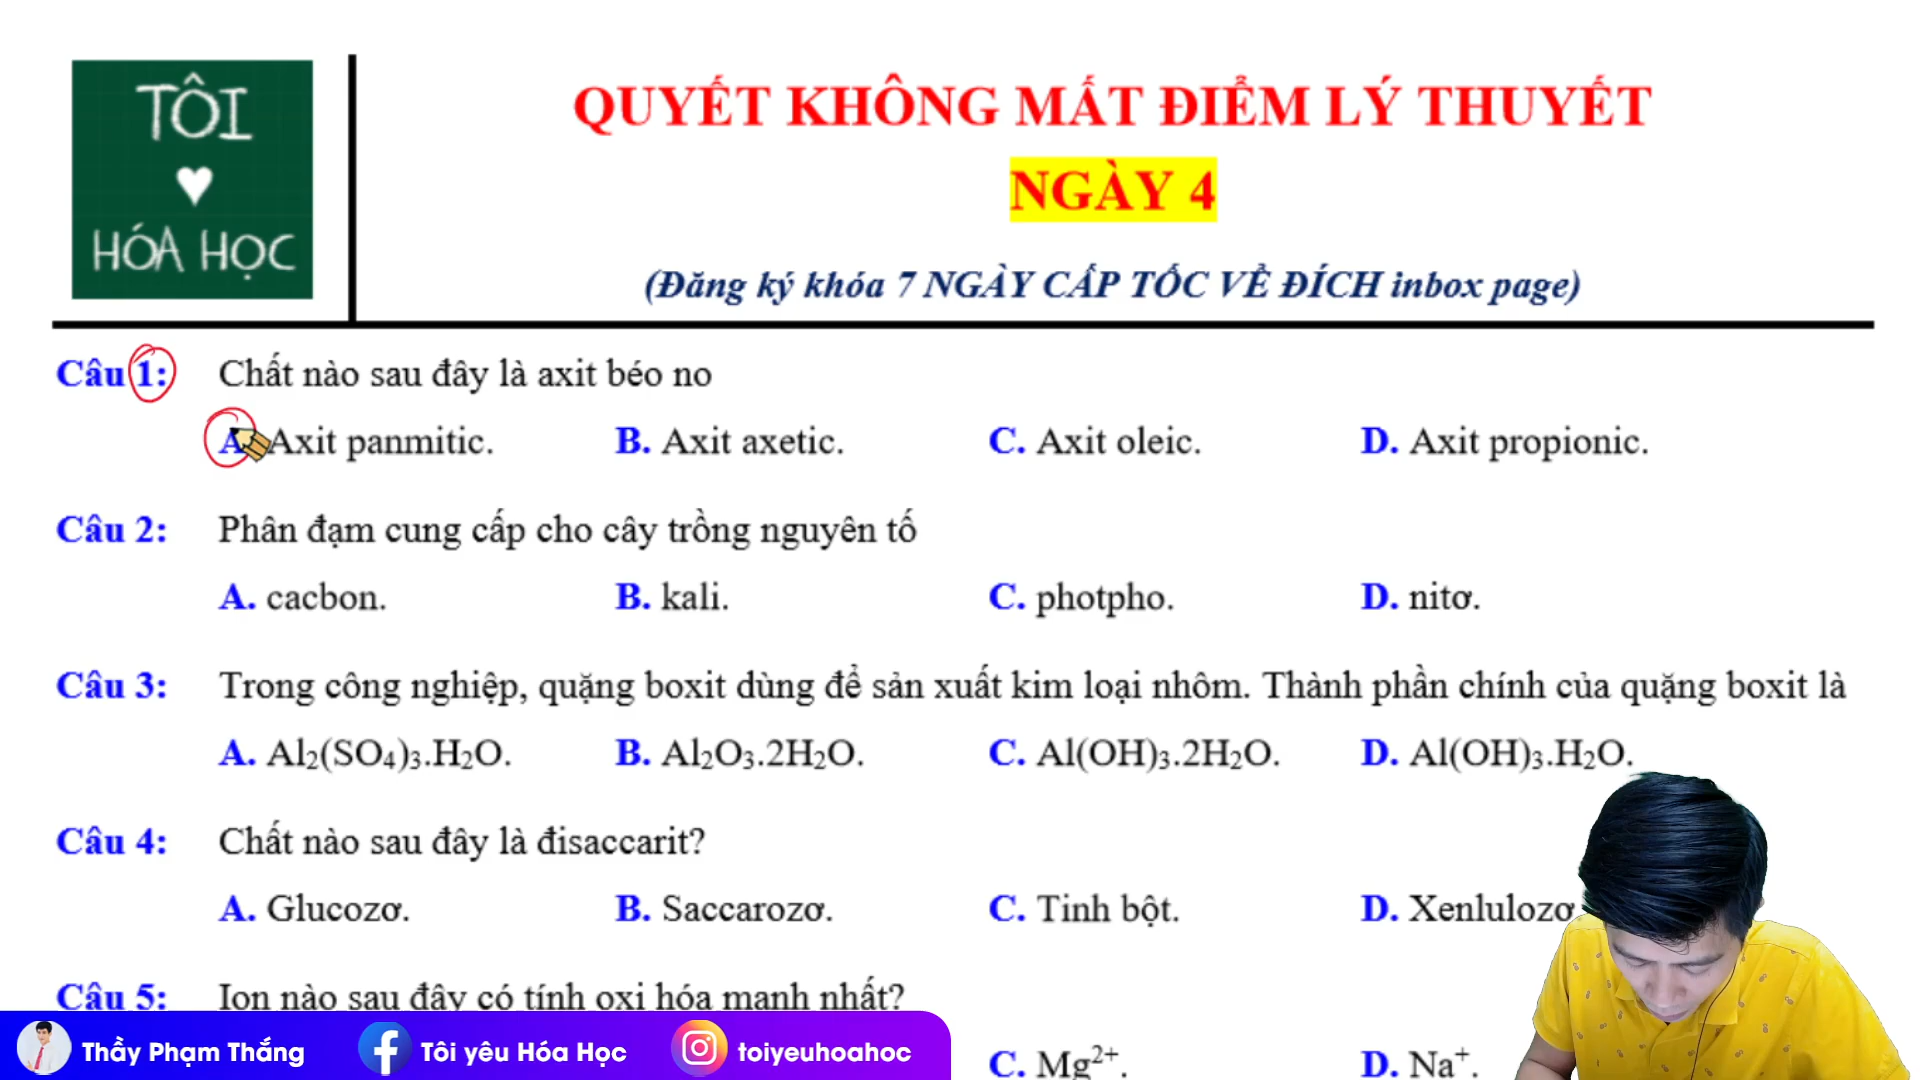 TÔI
♥
HÓA HỌC
QUYẾT KHÔNG MẤT ĐIỂM LÝ THUYẾT
NGÀY 4
(Đăng ký khóa 7 NGÀY CẤP TỐC VỀ ĐÍCH inbox page)
Câu 1: Chất nào sau đây là axit béo no
A. Axit panmitic. B. Axit axetic. C. Axit oleic. D. Axit propionic.
Câu 2: Phân đạm cung cấp cho cây trồng nguyên tố
A. cacbon. B. kali. C. photpho. D. nitơ.
Câu 3: Trong công nghiệp, quặng boxit dùng để sản xuất kim loại nhôm. Thành phần chính của quặng boxit là
A. Al₂(SO₄)₃.H₂O. B. Al₂O₃.2H₂O. C. Al(OH)₃.2H₂O. D. Al(OH)₃.H₂O.
Câu 4: Chất nào sau đây là đisaccarit?
A. Glucozơ. B. Saccarozơ. C. Tinh bột. D. Xenlulozơ
Câu 5: Ion nào sau đây có tính oxi hóa mạnh nhất?
C. Mg²⁺. D. Na⁺.
Thầy Phạm Thắng Tôi yêu Hóa Học toiyeuhoahoc